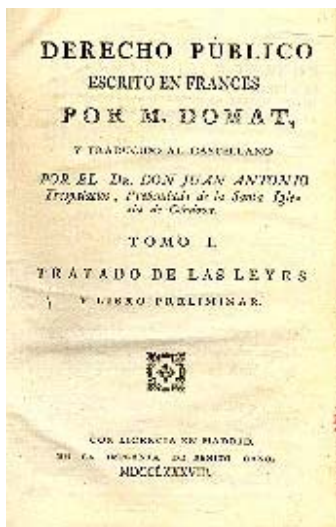 DERECHO PÚBLICO
ESCRITO EN FRANCES
POR M. DOMAT,
Y TRADUCIDO AL CASTELLANO
POR EL DR. DON JUAN ANTONIO
Trespalacios, Prebendado de la Santa Igle-
sia de Córdova.
TOMO I.
TRATADO DE LAS LEYES
Y LIBRO PRELIMINAR.
CON LICENCIA EN MADRID.
EN LA IMPRENTA DE BENITO CANO.
MDCCLXXXVIII.